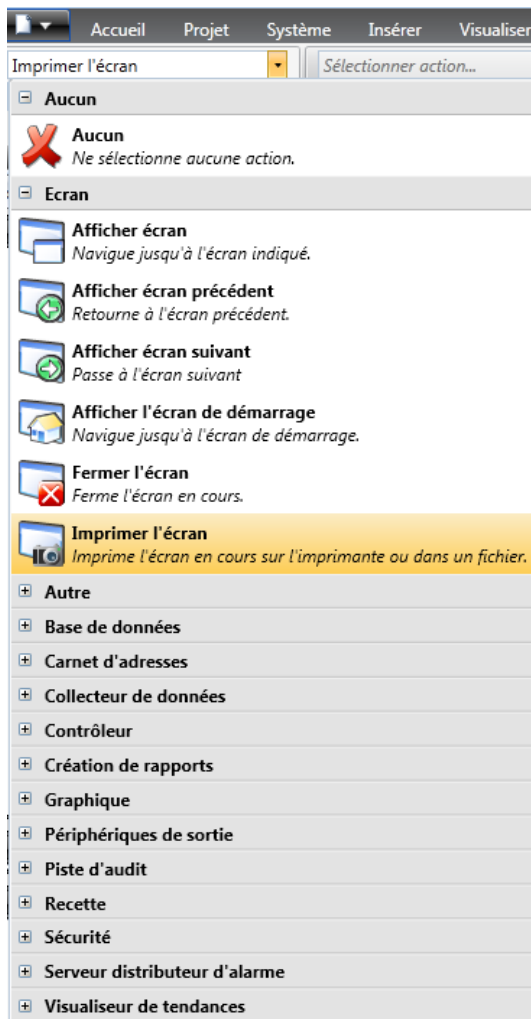 Accueil Projet Système Insérer Visualiser
Imprimer l'écran Sélectionner action...
Aucun
Aucun
Ne sélectionne aucune action.
Ecran
Afficher écran
Navigue jusqu'à l'écran indiqué.
Afficher écran précédent
Retourne à l'écran précédent.
Afficher écran suivant
Passe à l'écran suivant
Afficher l'écran de démarrage
Navigue jusqu'à l'écran de démarrage.
Fermer l'écran
Ferme l'écran en cours.
Imprimer l'écran
Imprime l'écran en cours sur l'imprimante ou dans un fichier.
Autre
Base de données
Carnet d'adresses
Collecteur de données
Contrôleur
Création de rapports
Graphique
Périphériques de sortie
Piste d'audit
Recette
Sécurité
Serveur distributeur d'alarme
Visualiseur de tendances